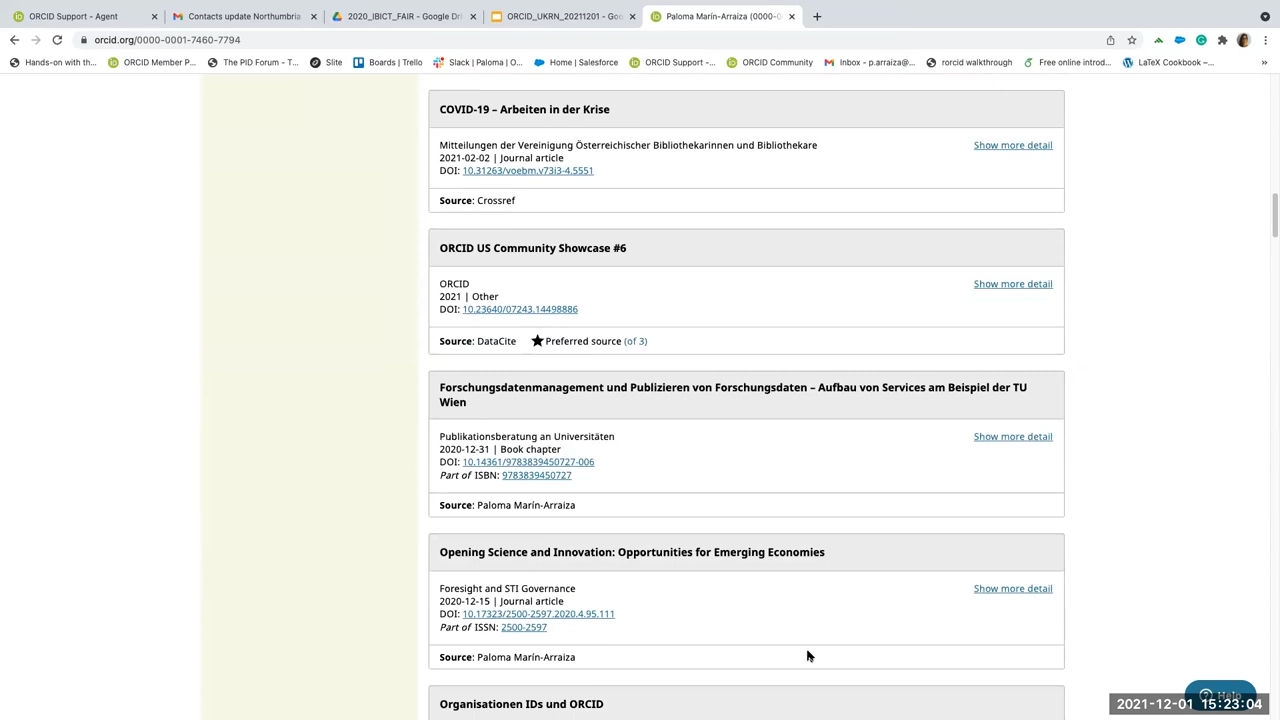 ORCID Support - Agent
Contacts update Northumbria
2020_IBICT_FAIR - Google Dri
ORCID_UKRN_20211201 - Goo
Paloma Marín-Arraiza (0000-0
orcid.org/0000-0001-7460-7794
Hands-on with th...
ORCID Member P...
The PID Forum - T...
Slite
Boards | Trello
Slack | Paloma | O...
Home | Salesforce
ORCID Support -...
ORCID Community
Inbox - p.arraiza@...
rorcid walkthrough
Free online introd...
LaTeX Cookbook –...
»
COVID-19 – Arbeiten in der Krise
Mitteilungen der Vereinigung Österreichischer Bibliothekarinnen und Bibliothekare
Show more detail
2021-02-02 | Journal article
DOI: 10.31263/voebm.v73i3-4.5551
Source: Crossref
ORCID US Community Showcase #6
ORCID
Show more detail
2021 | Other
DOI: 10.23640/07243.14498886
Source: DataCite ★ Preferred source (of 3)
Forschungsdatenmanagement und Publizieren von Forschungsdaten – Aufbau von Services am Beispiel der TU
Wien
Publikationsberatung an Universitäten
Show more detail
2020-12-31 | Book chapter
DOI: 10.14361/9783839450727-006
Part of ISBN: 9783839450727
Source: Paloma Marín-Arraiza
Opening Science and Innovation: Opportunities for Emerging Economies
Foresight and STI Governance
Show more detail
2020-12-15 | Journal article
DOI: 10.17323/2500-2597.2020.4.95.111
Part of ISSN: 2500-2597
Source: Paloma Marín-Arraiza
Organisationen IDs und ORCID
Help
2021-12-01 15:23:04